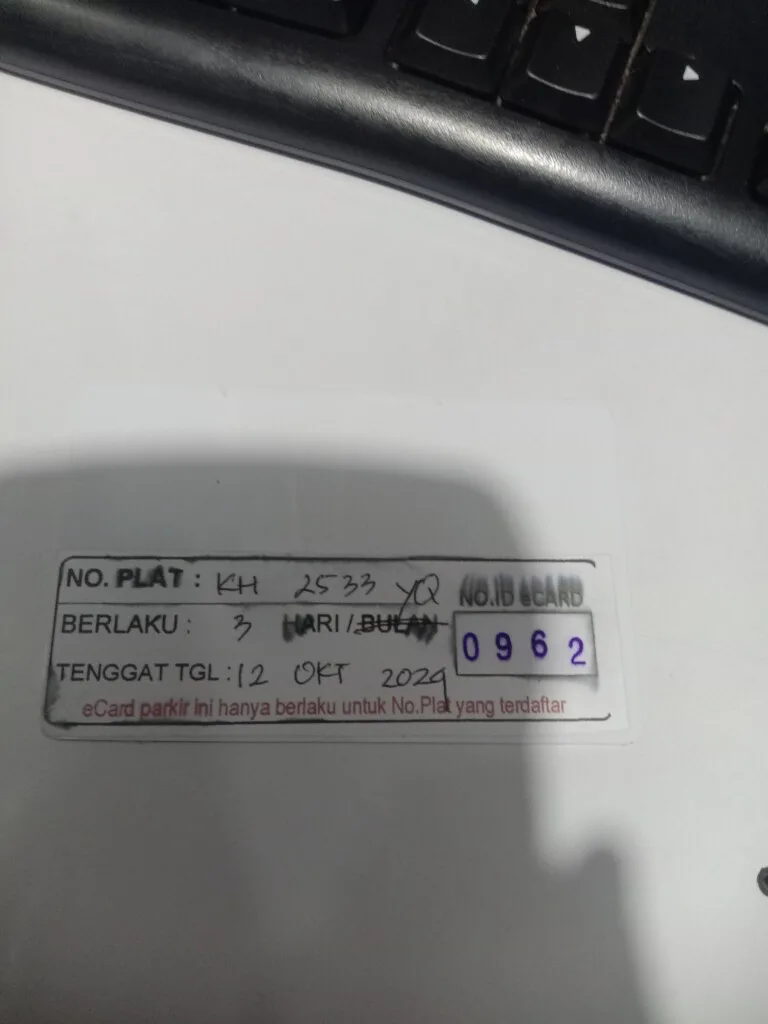 NO. PLAT : KH 2533 YQ
NO.ID eCARD
BERLAKU : 3 HARI / BULAN
0962
TENGGAT TGL : 12 OKT 2024
eCard parkir ini hanya berlaku untuk No.Plat yang terdaftar